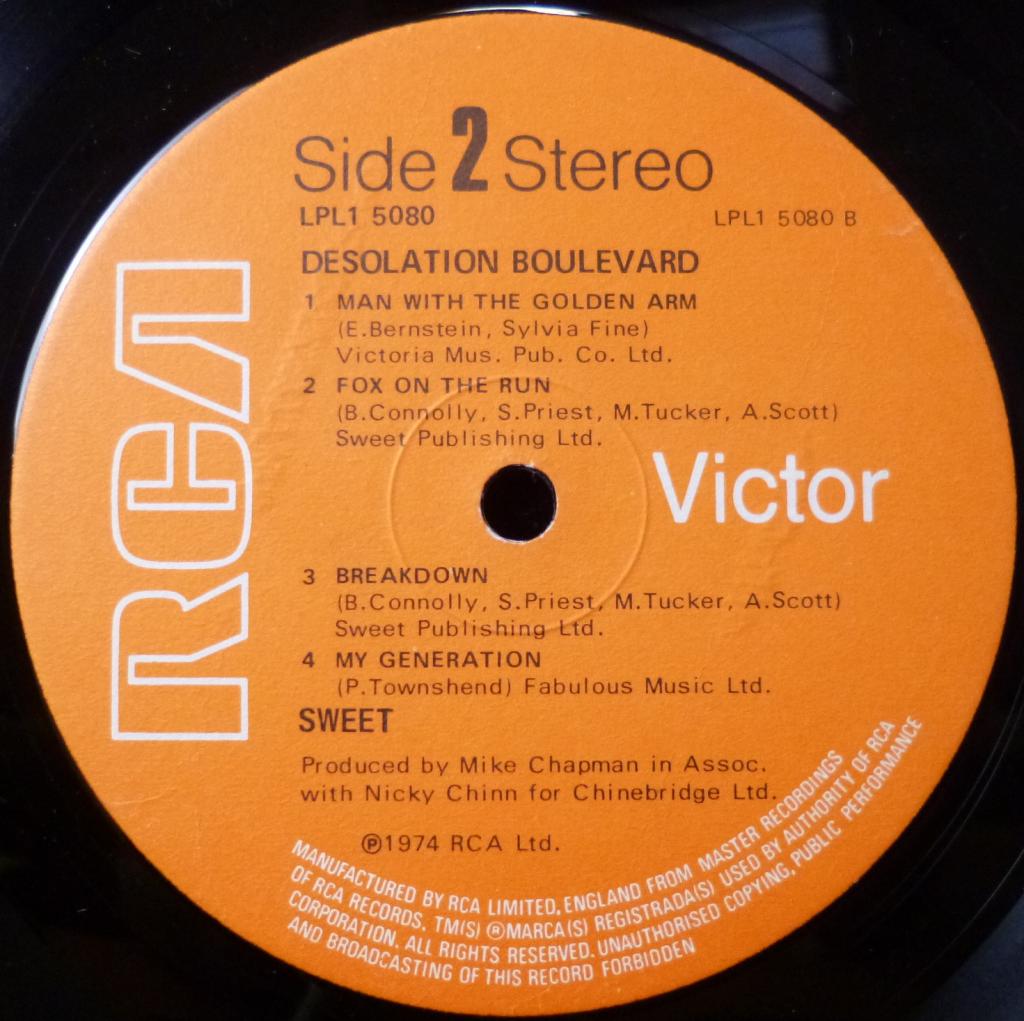 Side 2 Stereo
LPL1 5080
LPL1 5080 B
DESOLATION BOULEVARD
1 MAN WITH THE GOLDEN ARM
(E.Bernstein, Sylvia Fine)
Victoria Mus. Pub. Co. Ltd.
2 FOX ON THE RUN
(B.Connolly, S.Priest, M.Tucker, A.Scott)
Sweet Publishing Ltd.
RCA
Victor
3 BREAKDOWN
(B.Connolly, S.Priest, M.Tucker, A.Scott)
Sweet Publishing Ltd.
4 MY GENERATION
(P.Townshend) Fabulous Music Ltd.
SWEET
Produced by Mike Chapman in Assoc.
with Nicky Chinn for Chinebridge Ltd.
℗1974 RCA Ltd.
MANUFACTURED BY RCA LIMITED, ENGLAND FROM MASTER RECORDINGS
OF RCA RECORDS. TM(S) ®MARCA(S) REGISTRADA(S) USED BY AUTHORITY OF RCA
CORPORATION. ALL RIGHTS RESERVED. UNAUTHORISED COPYING, PUBLIC PERFORMANCE
AND BROADCASTING OF THIS RECORD FORBIDDEN